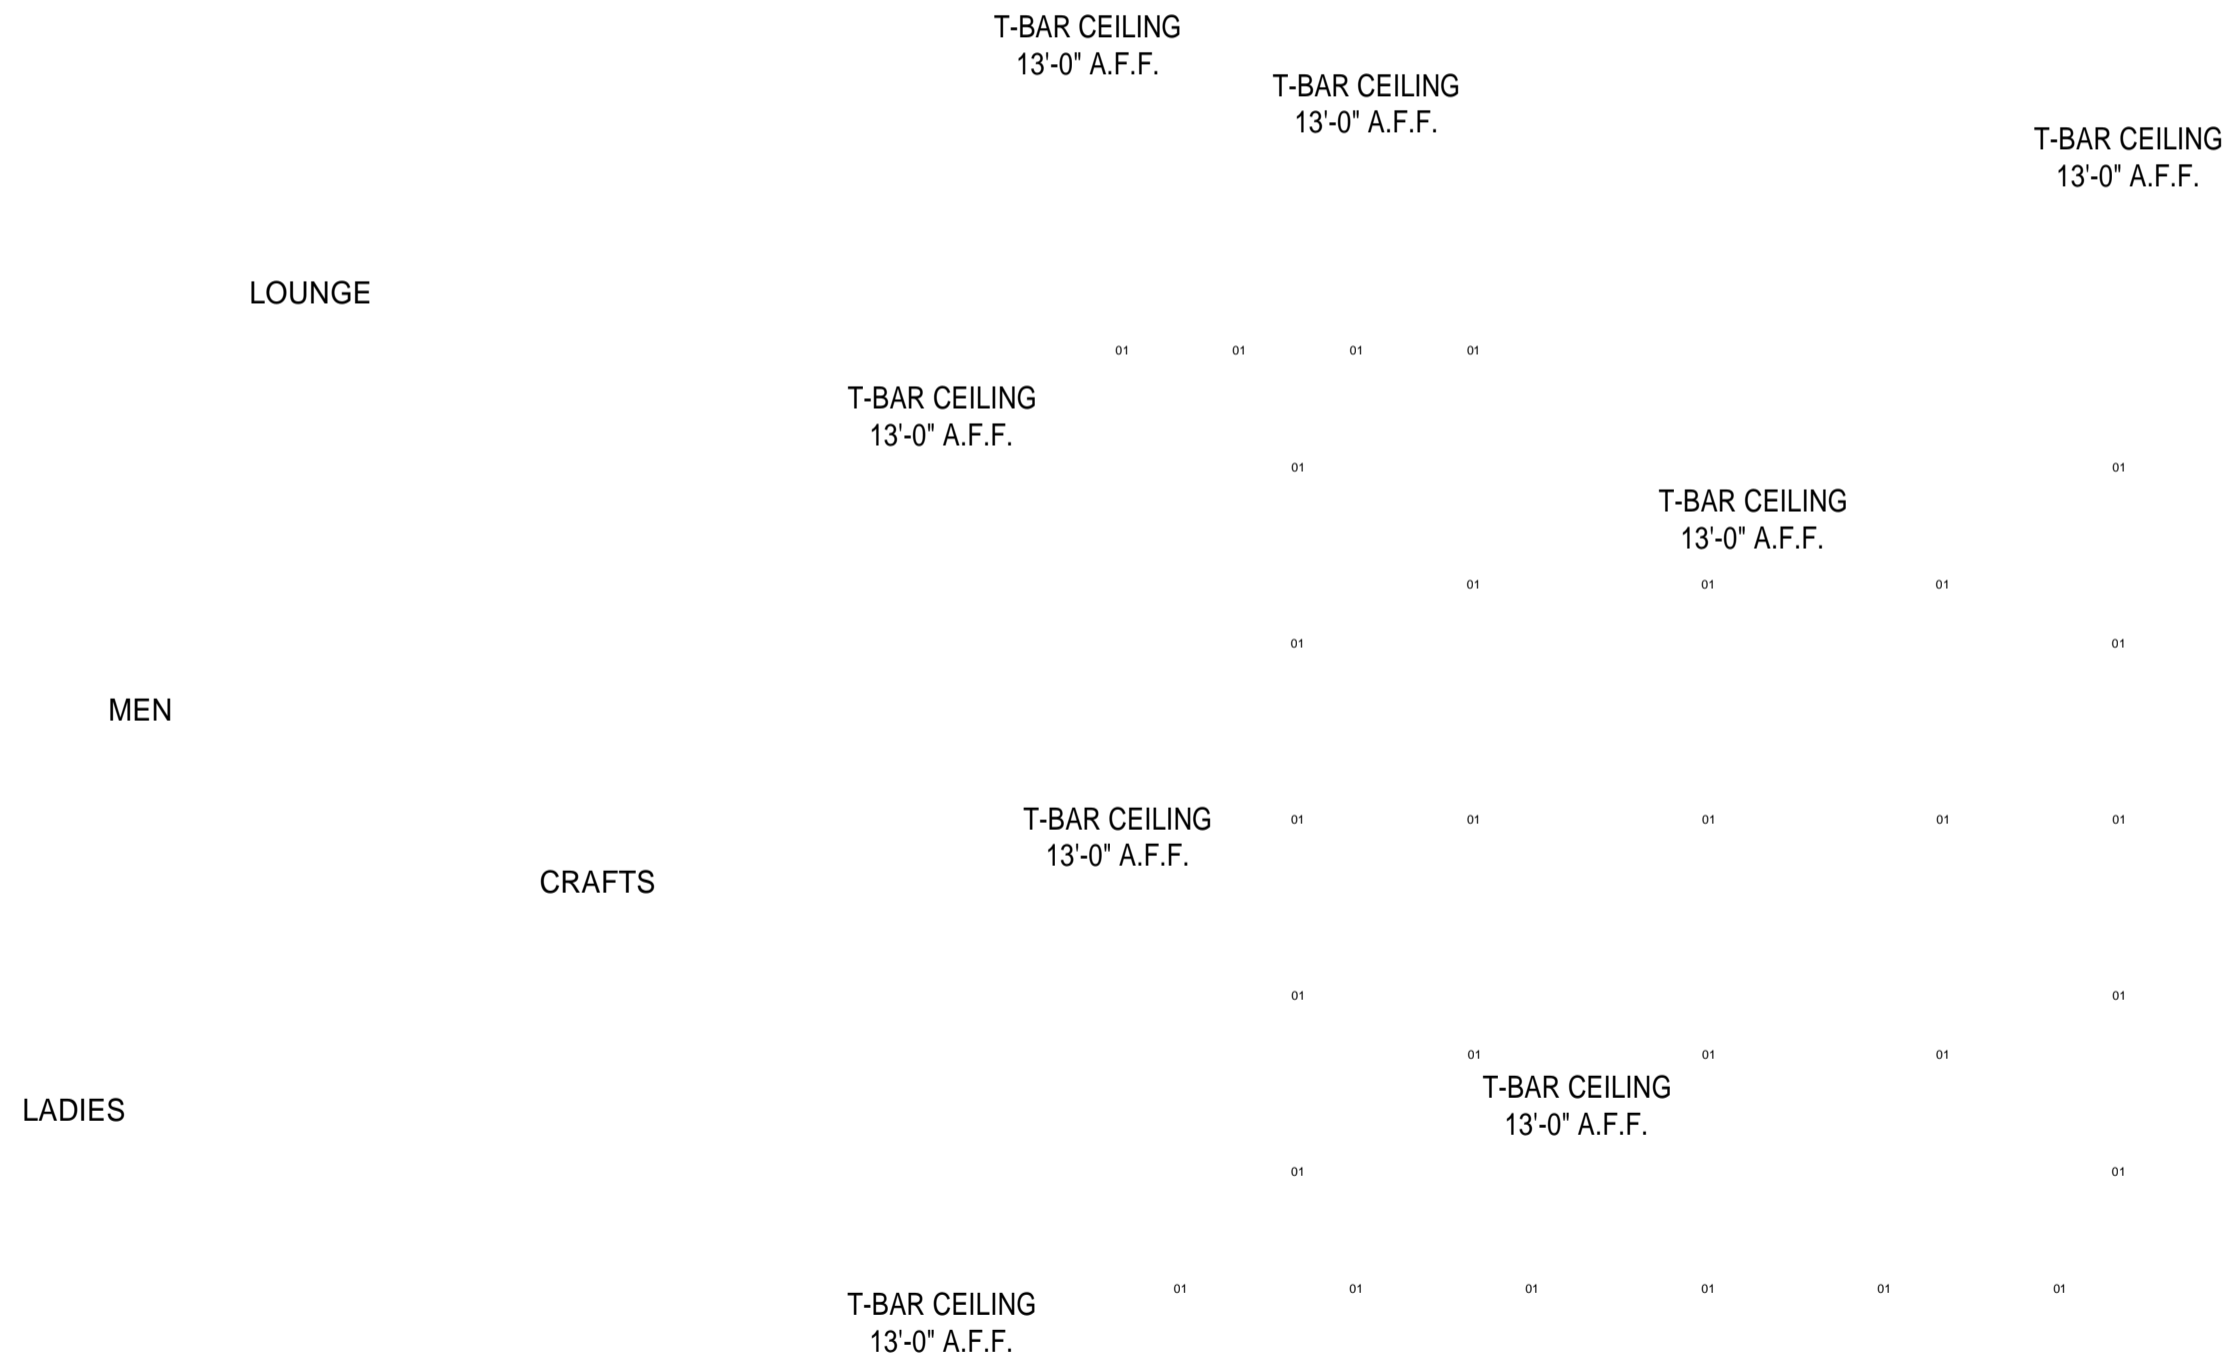 T-BAR CEILING
13'-0" A.F.F.
T-BAR CEILING
13'-0" A.F.F.
T-BAR CEILING
13'-0" A.F.F.
LOUNGE
01 01 01 01
T-BAR CEILING
13'-0" A.F.F.
01 01
T-BAR CEILING
13'-0" A.F.F.
01 01 01
01 01
MEN
T-BAR CEILING
13'-0" A.F.F.
01 01 01 01 01
CRAFTS
01 01
01 01 01
T-BAR CEILING
13'-0" A.F.F.
LADIES
01 01
01 01 01 01 01 01
T-BAR CEILING
13'-0" A.F.F.